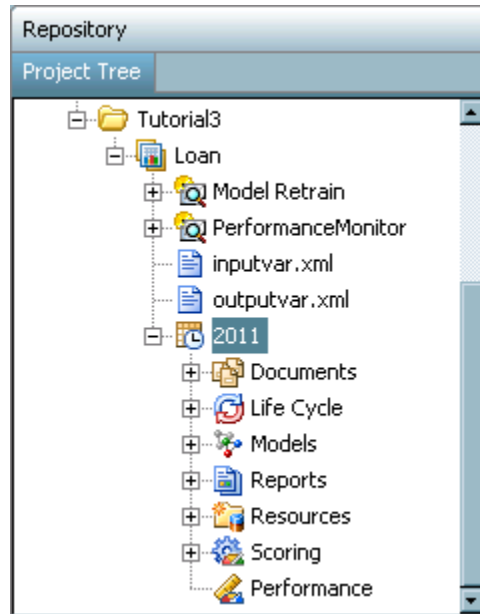 Repository
Project Tree
Tutorial3
Loan
Model Retrain
PerformanceMonitor
inputvar.xml
outputvar.xml
2011
Documents
Life Cycle
Models
Reports
Resources
Scoring
Performance